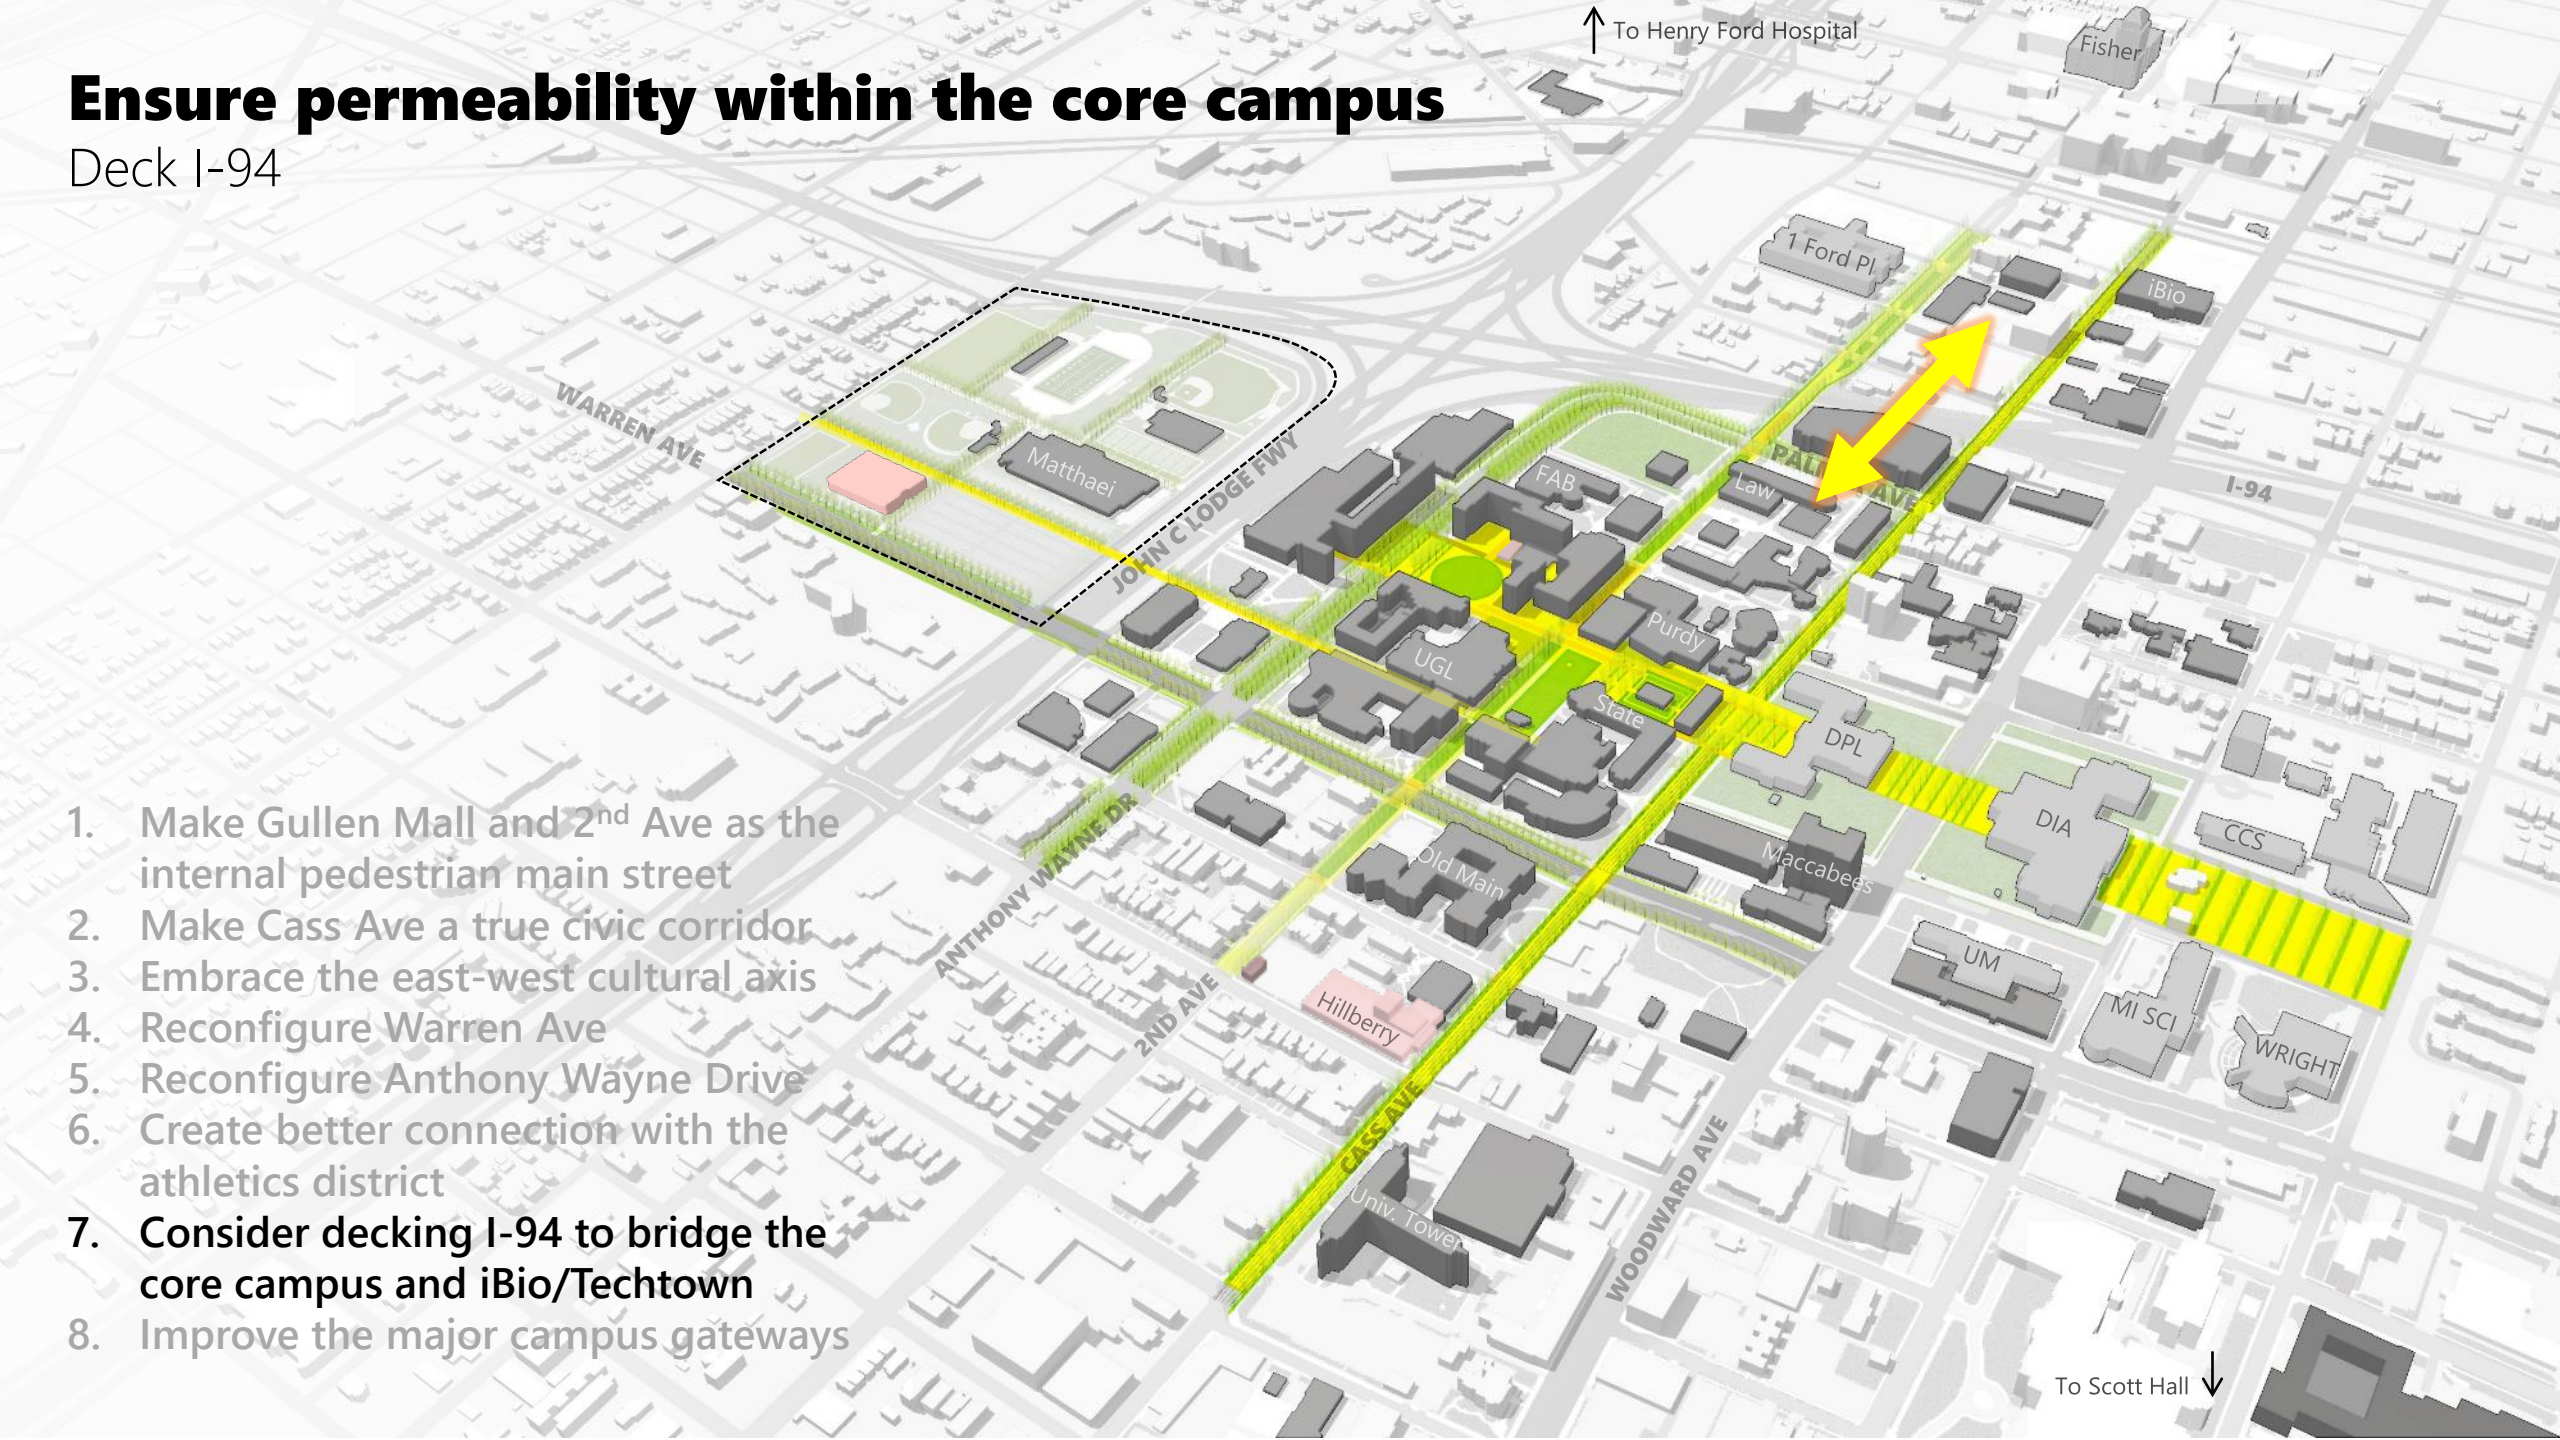 To Henry Ford Hospital
Fisher
Ensure permeability within the core campus
Deck I-94
1 Ford Pl
iBio
WARREN AVE
Matthaei
JOHN C LODGE FWY
FAB
Law
AVE
I-94
Purdy
UGL
State
DPL
DIA
CCS
Maccabees
Old Main
ANTHONY WAYNE DR
2ND AVE
Hillberry
UM
MI SCI
WRIGHT
CASS AVE
WOODWARD AVE
Univ. Tower
1. Make Gullen Mall and 2nd Ave as the
internal pedestrian main street
2. Make Cass Ave a true civic corridor
3. Embrace the east-west cultural axis
4. Reconfigure Warren Ave
5. Reconfigure Anthony Wayne Drive
6. Create better connection with the
athletics district
7. Consider decking I-94 to bridge the
core campus and iBio/Techtown
8. Improve the major campus gateways
To Scott Hall